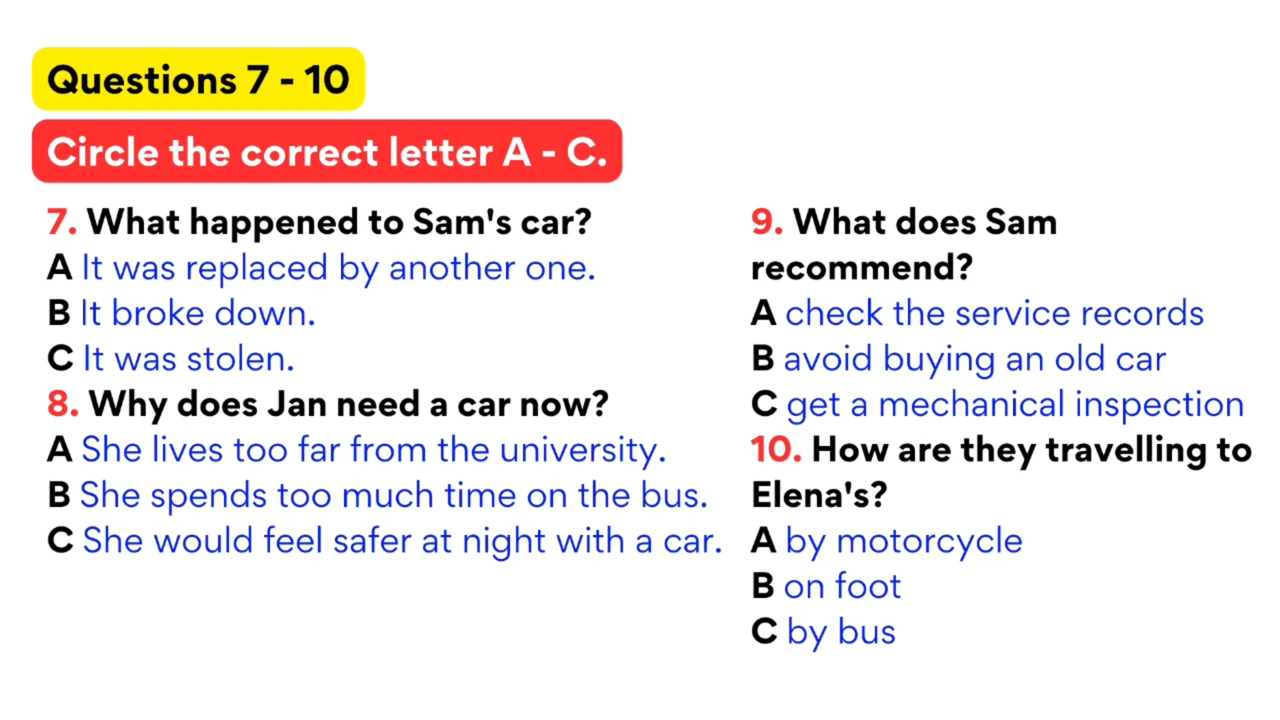 Questions 7 - 10
Circle the correct letter A - C.
7. What happened to Sam's car?
A It was replaced by another one.
B It broke down.
C It was stolen.
8. Why does Jan need a car now?
A She lives too far from the university.
B She spends too much time on the bus.
C She would feel safer at night with a car.
9. What does Sam
recommend?
A check the service records
B avoid buying an old car
C get a mechanical inspection
10. How are they travelling to
Elena's?
A by motorcycle
B on foot
C by bus